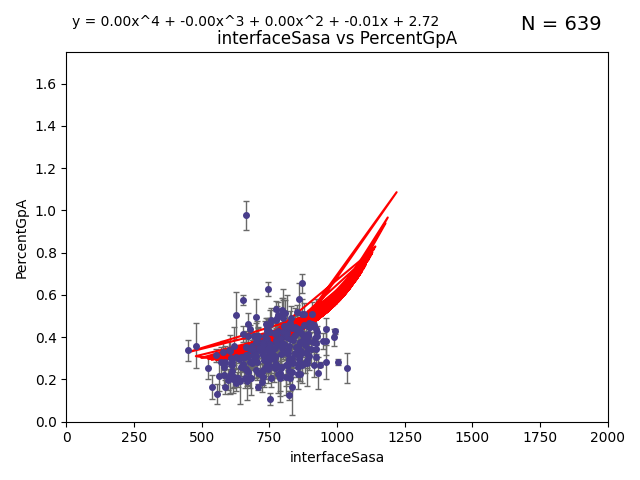 y = 0.00x^4 + -0.00x^3 + 0.00x^2 + -0.01x + 2.72
N = 639
interfaceSasa vs PercentGpA
PercentGpA
1.6
1.4
1.2
1.0
0.8
0.6
0.4
0.2
0.0
0 250 500 750 1000 1250 1500 1750 2000
interfaceSasa